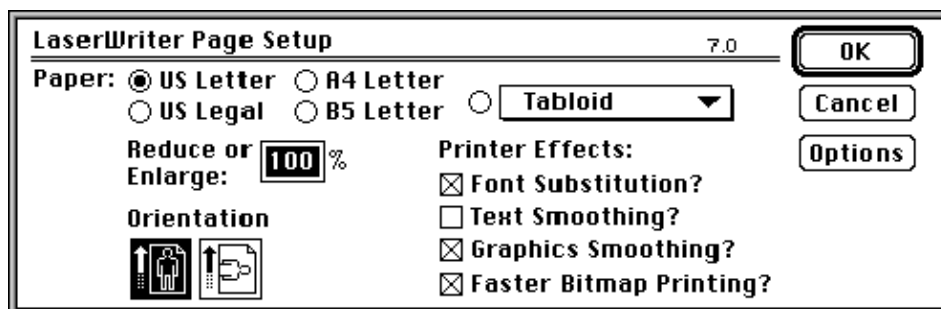 LaserWriter Page Setup 7.0 OK
Paper: US Letter A4 Letter
US Legal B5 Letter Tabloid Cancel
Reduce or Enlarge: 100 %
Printer Effects: Options
Font Substitution?
Orientation Text Smoothing?
Graphics Smoothing?
Faster Bitmap Printing?